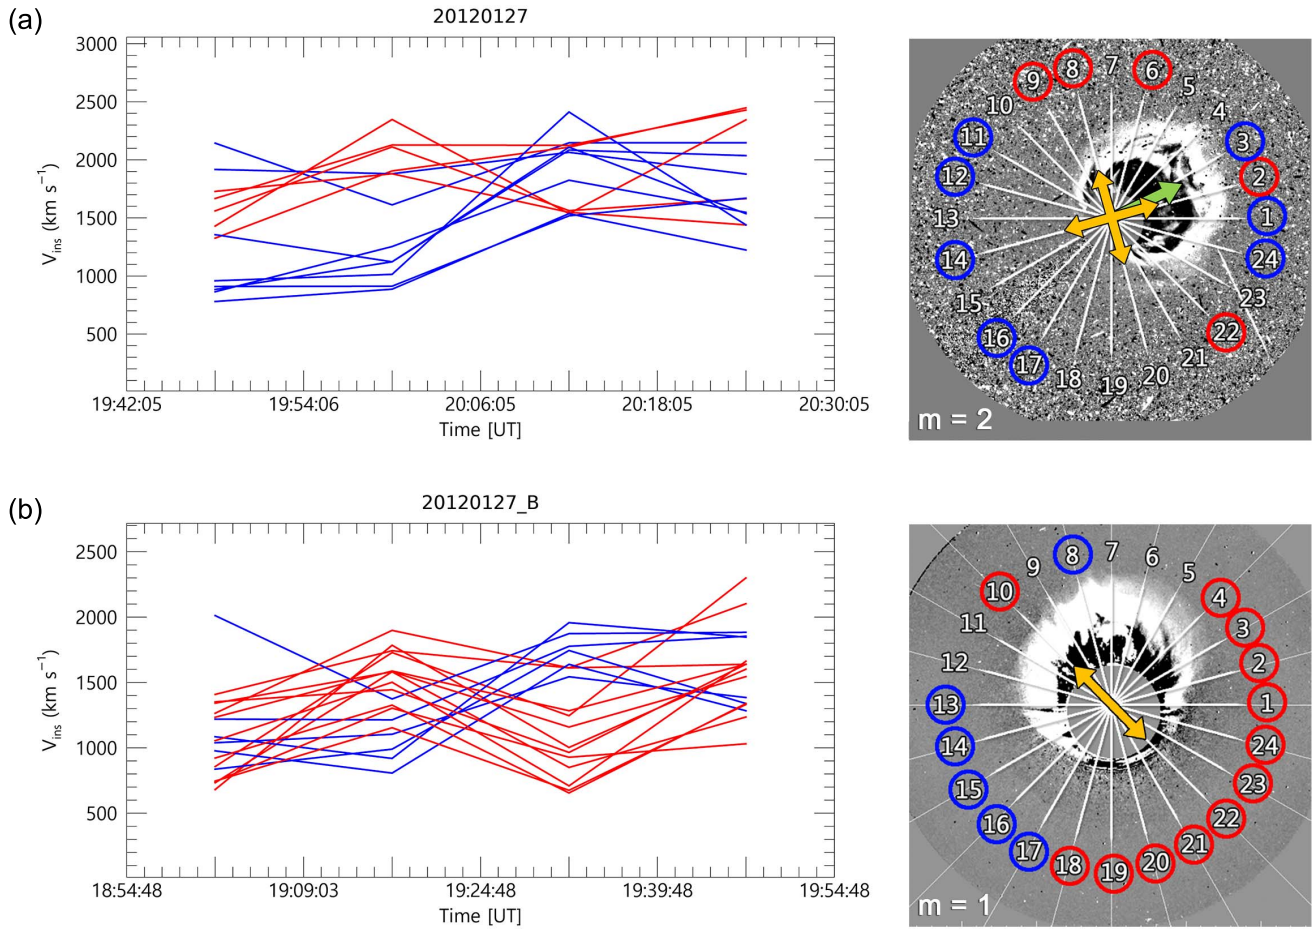 (a)
20120127
3000
2500
2000
1500
1000
500
V_ins (km s⁻¹)
19:42:05 19:54:06 20:06:05 20:18:05 20:30:05
Time [UT]
9 8 7 6
10 5
11 4
12 3
13 2
14 1
15 24
16 23
17 22
18 19 20 21
m = 2
(b)
20120127_B
2500
2000
1500
1000
500
V_ins (km s⁻¹)
18:54:48 19:09:03 19:24:48 19:39:48 19:54:48
Time [UT]
9 8 7 6
10 5
11 4
12 3
13 2
14 1
15 24
16 23
17 22
18 19 20 21
m = 1